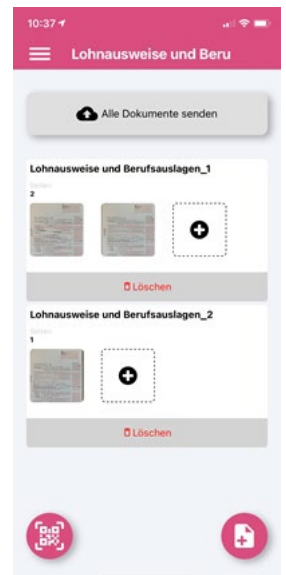 10:37
Lohnausweise und Beru
Alle Dokumente senden
Lohnausweise und Berufsauslagen_1
Seiten
2
Löschen
Lohnausweise und Berufsauslagen_2
Seiten
1
Löschen